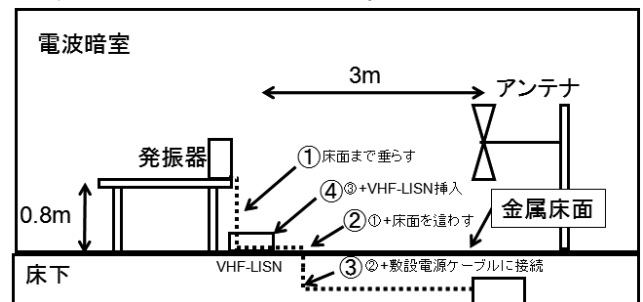 電波暗室
3m
アンテナ
発振器
①床面まで垂らす
④③+VHF-LISN挿入
②①+床面を這わす
金属床面
0.8m
床下
VHF-LISN
③②+敷設電源ケーブルに接続